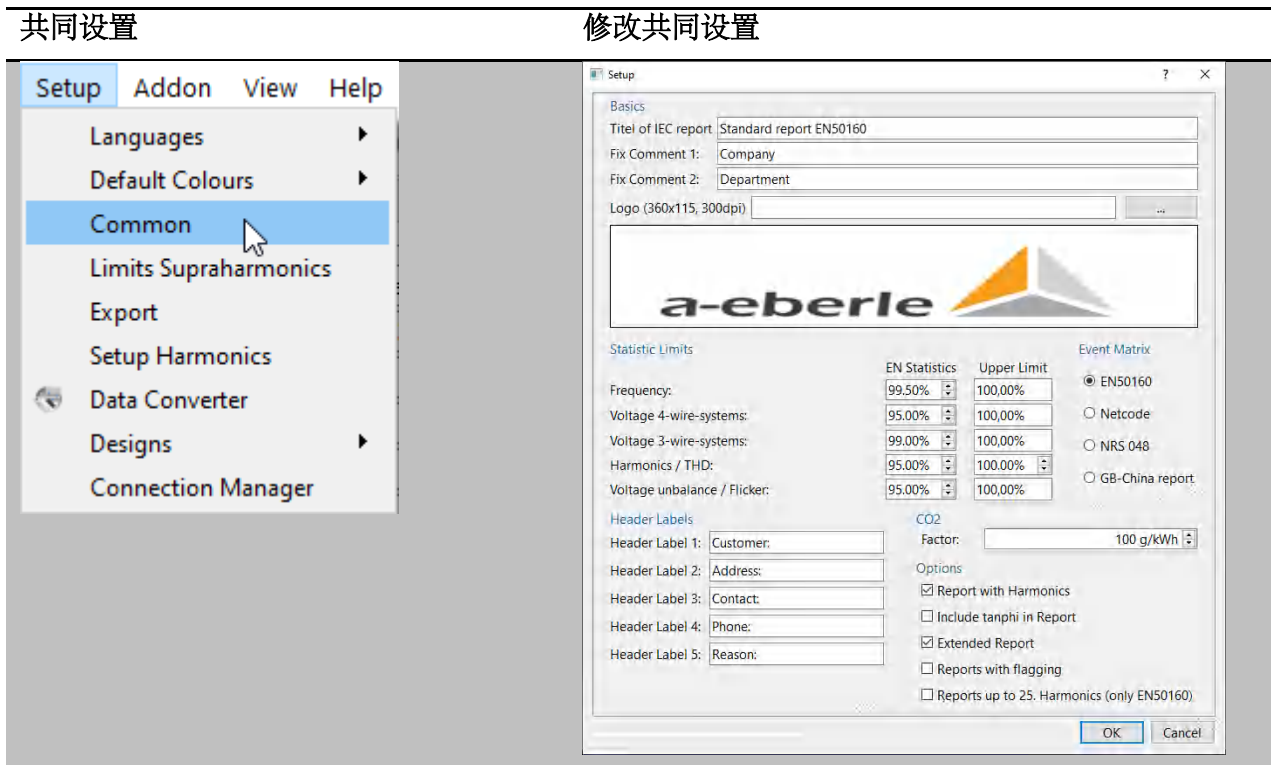 共同设置
修改共同设置
Setup Addon View Help
Languages
Default Colours
Common
Limits Supraharmonics
Export
Setup Harmonics
Data Converter
Designs
Connection Manager
Setup ? ×
Basics
Titel of IEC report Standard report EN50160
Fix Comment 1: Company
Fix Comment 2: Department
Logo (360x115, 300dpi) ...
a-eberle
Statistic Limits
EN Statistics Upper Limit
Frequency: 99.50% 100,00%
Voltage 4-wire-systems: 95.00% 100,00%
Voltage 3-wire-systems: 99.00% 100,00%
Harmonics / THD: 95.00% 100.00%
Voltage unbalance / Flicker: 95.00% 100,00%
Event Matrix
EN50160
Netcode
NRS 048
GB-China report
Header Labels
Header Label 1: Customer:
Header Label 2: Address:
Header Label 3: Contact:
Header Label 4: Phone:
Header Label 5: Reason:
CO2
Factor: 100 g/kWh
Options
Report with Harmonics
Include tanphi in Report
Extended Report
Reports with flagging
Reports up to 25. Harmonics (only EN50160)
OK Cancel